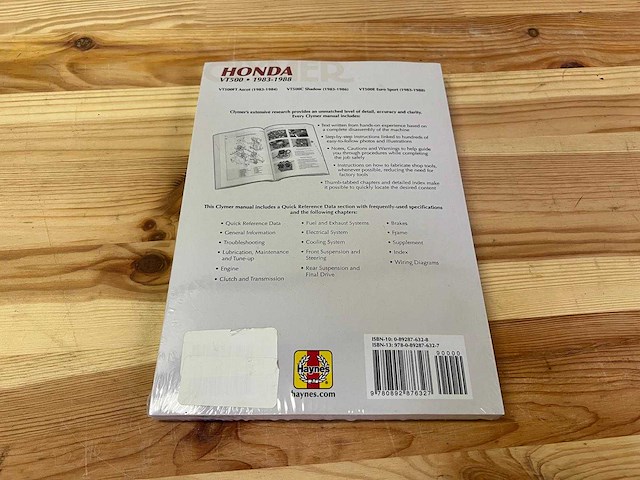 HONDA
VT500 • 1983-1988
VT500FT Ascot (1983-1984) VT500C Shadow (1983-1986) VT500E Euro Sport (1983-1988)
Clymer's extensive research provides an unmatched level of detail, accuracy and clarity.
Every Clymer manual includes:
• Text written from hands-on experience based on
a complete disassembly of the machine
• Step-by-step instructions linked to hundreds of
easy-to-follow photos and illustrations
• Notes, Cautions and Warnings to help guide
you through procedures while completing
the job safely
• Instructions on how to fabricate shop tools,
whenever possible, reducing the need for
factory tools
• Thumb-tabbed chapters and detailed index make
it possible to quickly locate the desired content
This Clymer manual includes a Quick Reference Data section with frequently-used specifications
and the following chapters:
• Quick Reference Data
• General Information
• Troubleshooting
• Lubrication, Maintenance
and Tune-up
• Engine
• Clutch and Transmission
• Fuel and Exhaust Systems
• Electrical System
• Cooling System
• Front Suspension and
Steering
• Rear Suspension and
Final Drive
• Brakes
• Frame
• Supplement
• Index
• Wiring Diagrams
Haynes
haynes.com
ISBN-10: 0-89287-632-8
ISBN-13: 978-0-89287-632-7
90000
9 780892 876327